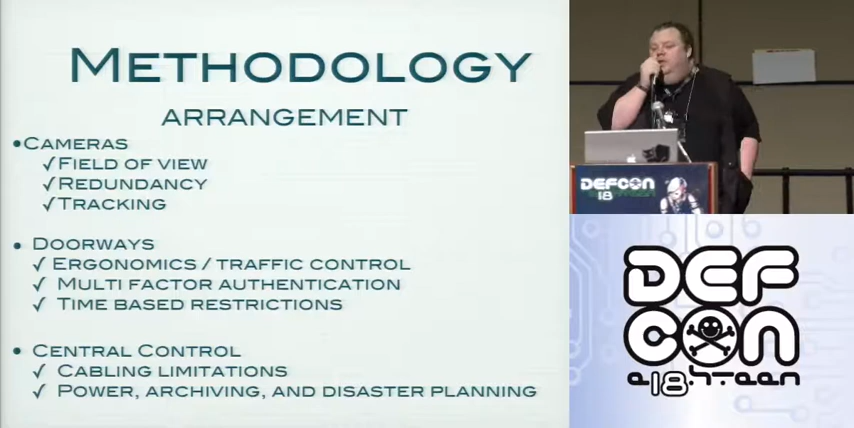 METHODOLOGY
ARRANGEMENT
•CAMERAS
✓FIELD OF VIEW
✓REDUNDANCY
✓TRACKING
• DOORWAYS
✓ ERGONOMICS / TRAFFIC CONTROL
✓ MULTI FACTOR AUTHENTICATION
✓ TIME BASED RESTRICTIONS
• CENTRAL CONTROL
✓ CABLING LIMITATIONS
✓ POWER, ARCHIVING, AND DISASTER PLANNING
DEFCON
18
DEF
CON
e18hteen